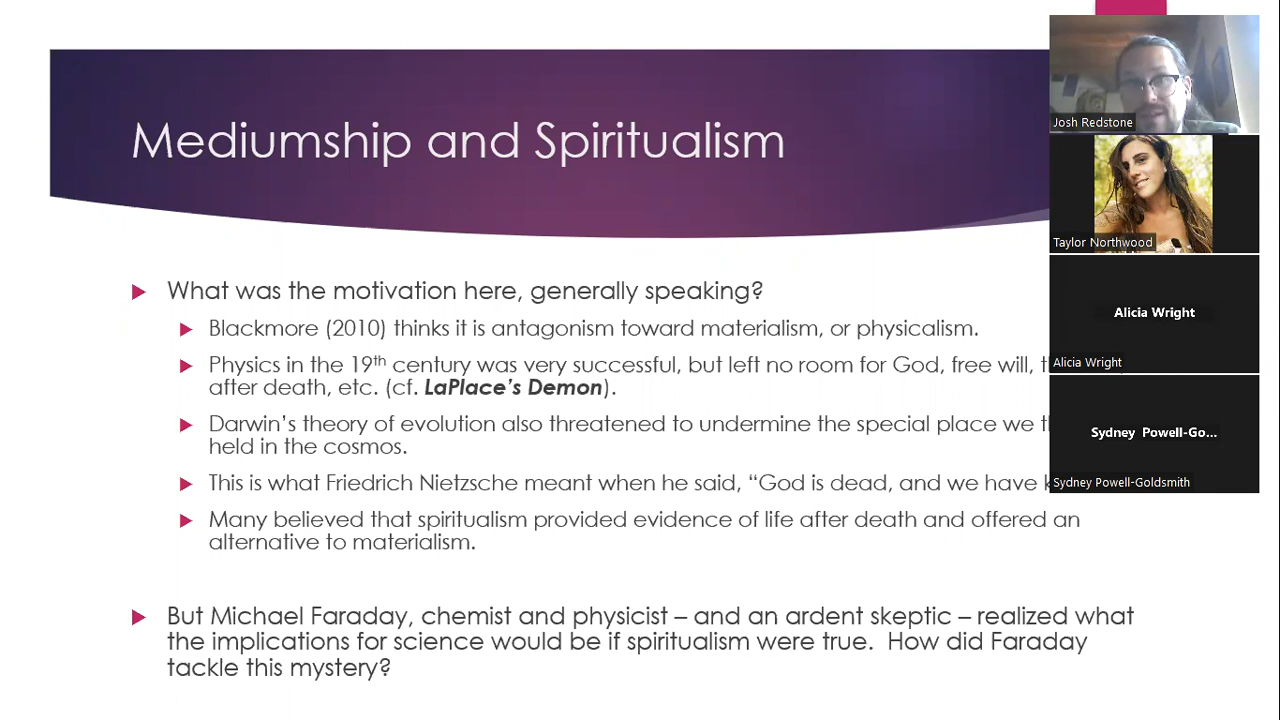 Mediumship and Spiritualism
What was the motivation here, generally speaking?
Blackmore (2010) thinks it is antagonism toward materialism, or physicalism.
Physics in the 19th century was very successful, but left no room for God, free will,
after death, etc. (cf. LaPlace's Demon).
Darwin's theory of evolution also threatened to undermine the special place we
held in the cosmos.
This is what Friedrich Nietzsche meant when he said, “God is dead, and we have
Many believed that spiritualism provided evidence of life after death and offered an
alternative to materialism.
But Michael Faraday, chemist and physicist – and an ardent skeptic – realized what
the implications for science would be if spiritualism were true. How did Faraday
tackle this mystery?
Josh Redstone
Taylor Northwood
Alicia Wright
Alicia Wright
Sydney Powell-Go...
Sydney Powell-Goldsmith